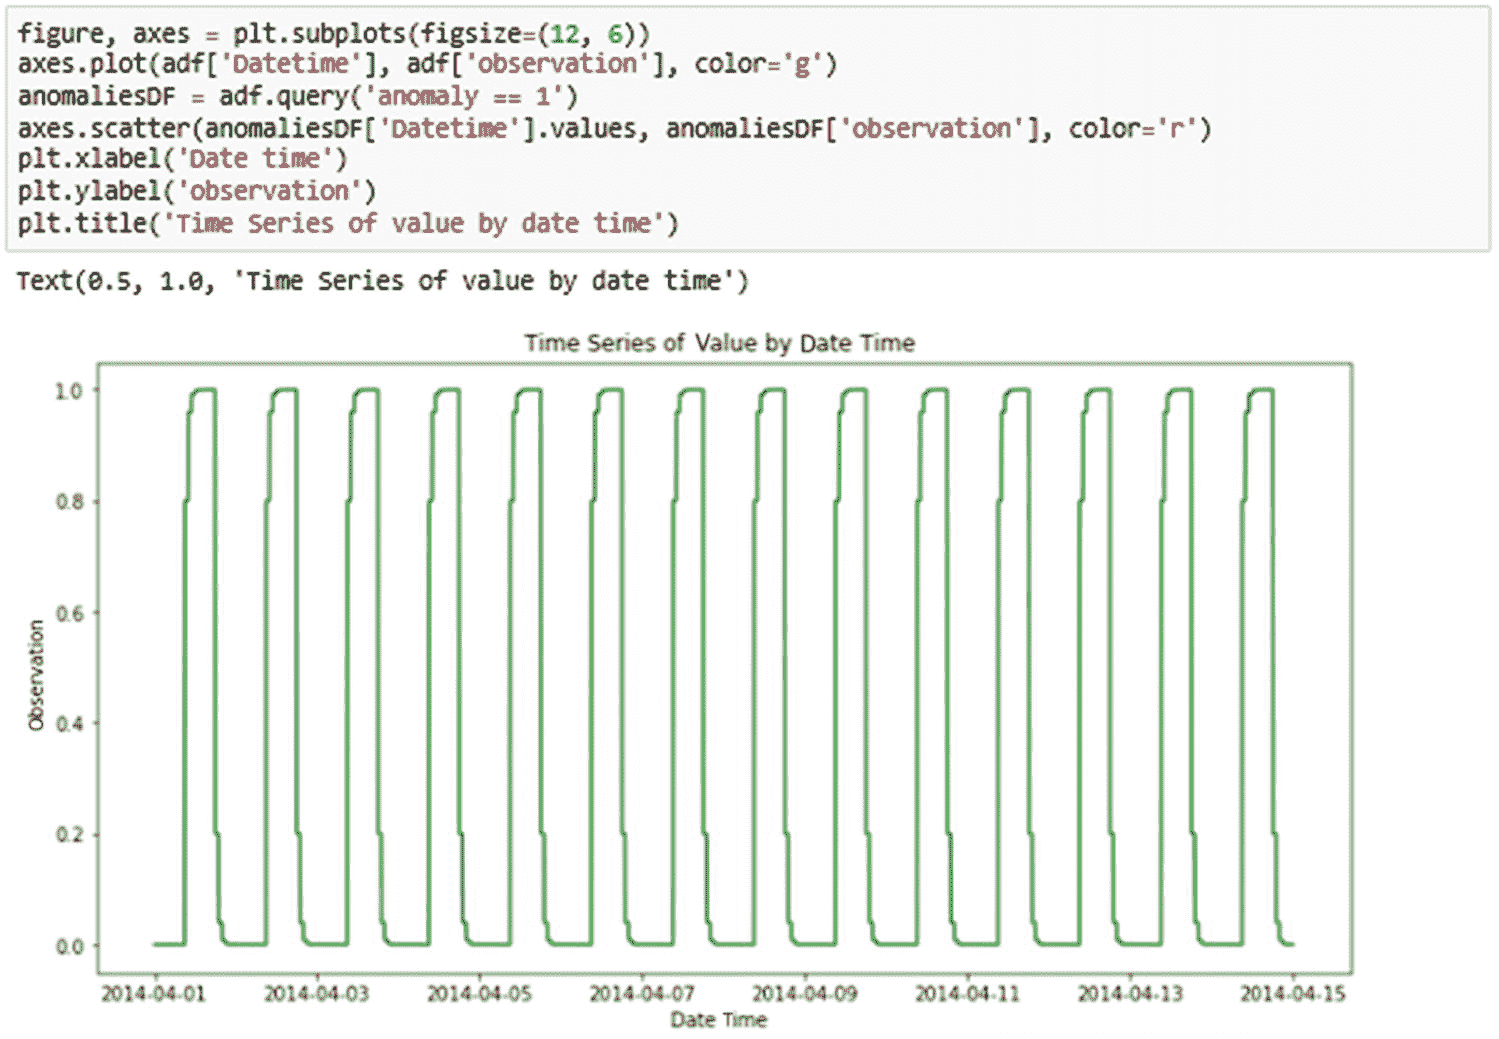 figure, axes = plt.subplots(figsize=(12, 6))
axes.plot(adf['Datetime'], adf['observation'], color='g')
anomaliesDF = adf.query('anomaly == 1')
axes.scatter(anomaliesDF['Datetime'].values, anomaliesDF['observation'], color='r')
plt.xlabel('Date time')
plt.ylabel('observation')
plt.title('Time Series of value by date time')
Text(0.5, 1.0, 'Time Series of value by date time')
Time Series of Value by Date Time
1.0
0.8
0.6
0.4
0.2
0.0
Observation
2014-04-01 2014-04-03 2014-04-05 2014-04-07 2014-04-09 2014-04-11 2014-04-13 2014-04-15
Date Time